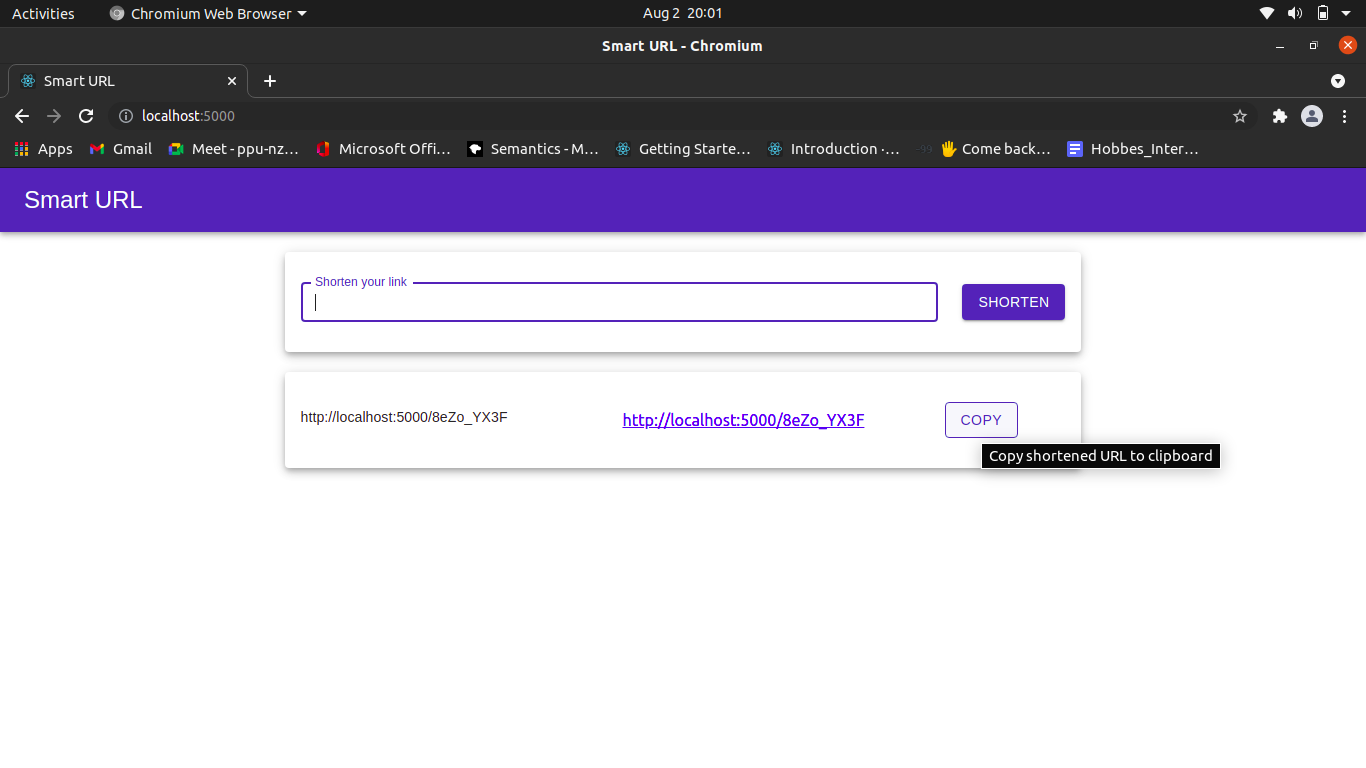 Activities Chromium Web Browser Aug 2 20:01
Smart URL - Chromium
Smart URL
localhost:5000
Apps Gmail Meet - ppu-nz... Microsoft Offi... Semantics - M... Getting Starte... Introduction ·... Come back... Hobbes_Inter...
Smart URL
Shorten your link
SHORTEN
http://localhost:5000/8eZo_YX3F http://localhost:5000/8eZo_YX3F COPY
Copy shortened URL to clipboard